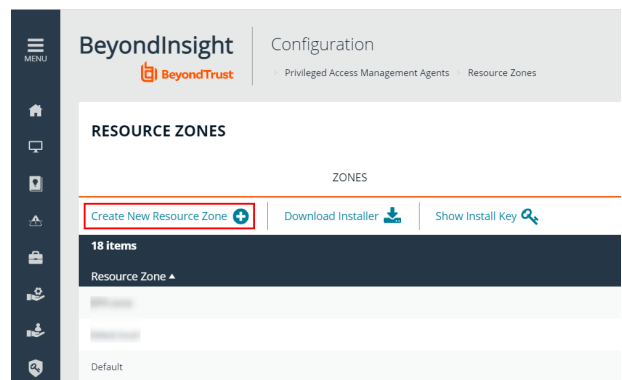 MENU
BeyondInsight
BeyondTrust
Configuration
Privileged Access Management Agents > Resource Zones
RESOURCE ZONES
ZONES
Create New Resource Zone
Download Installer
Show Install Key
18 items
Resource Zone
Default